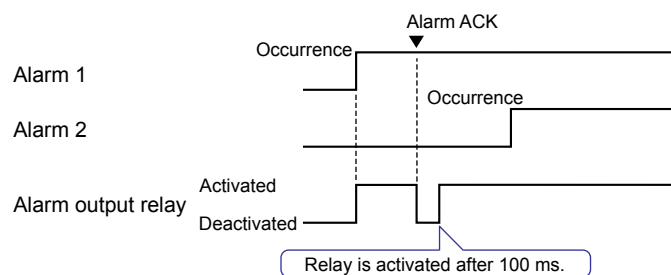 Alarm ACK
Occurrence
Alarm 1
Occurrence
Alarm 2
Activated
Alarm output relay
Deactivated
Relay is activated after 100 ms.